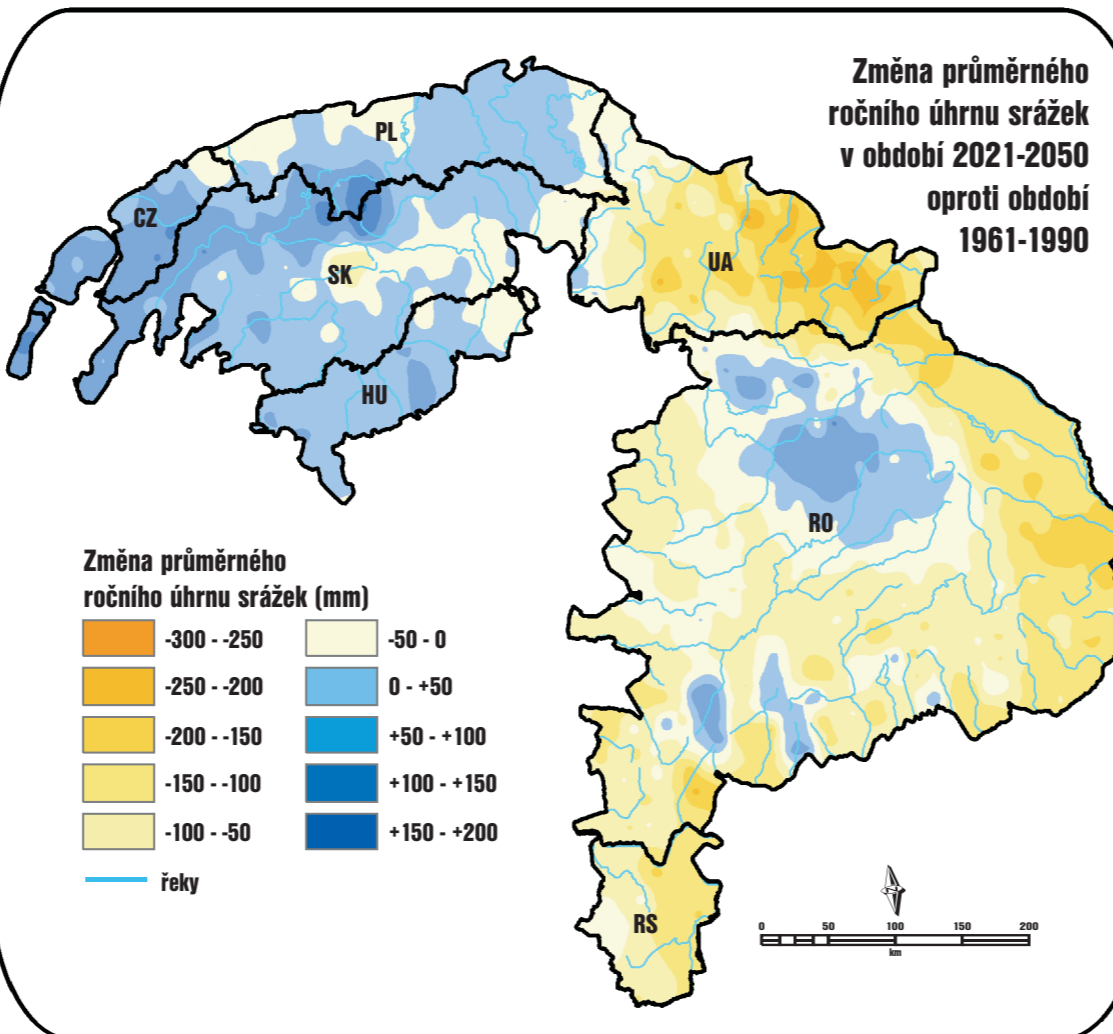 Změna průměrného
ročního úhrnu srážek
v období 2021-2050
oproti období
1961-1990
PL
CZ
SK
UA
HU
RO
RS
Změna průměrného
ročního úhrnu srážek (mm)
-300 - -250
-250 - -200
-200 - -150
-150 - -100
-100 - -50
-50 - 0
0 - +50
+50 - +100
+100 - +150
+150 - +200
řeky
0 50 100 150 200
km